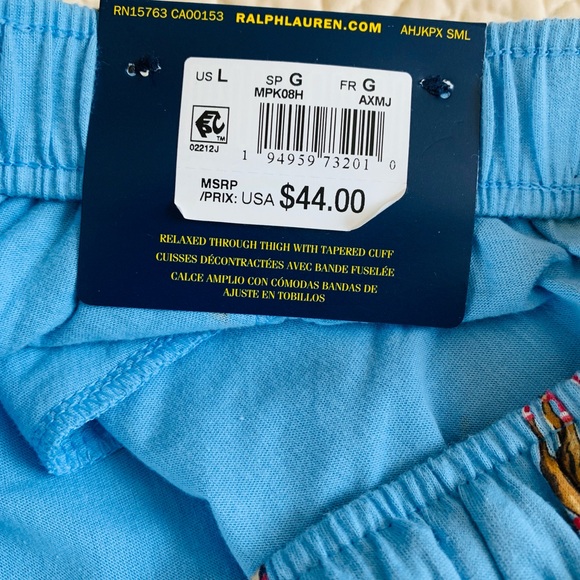 RN15763 CA00153 RALPHLAUREN.COM AHJKPX SML
US L SP G FR G
MPK08H AXMJ
TM
02212J
1 94959 73201 0
MSRP
/PRIX: USA $44.00
RELAXED THROUGH THIGH WITH TAPERED CUFF
CUISSES DÉCONTRACTÉES AVEC BANDE FUSELÉE
CALCE AMPLIO CON CÓMODAS BANDAS DE
AJUSTE EN TOBILLOS